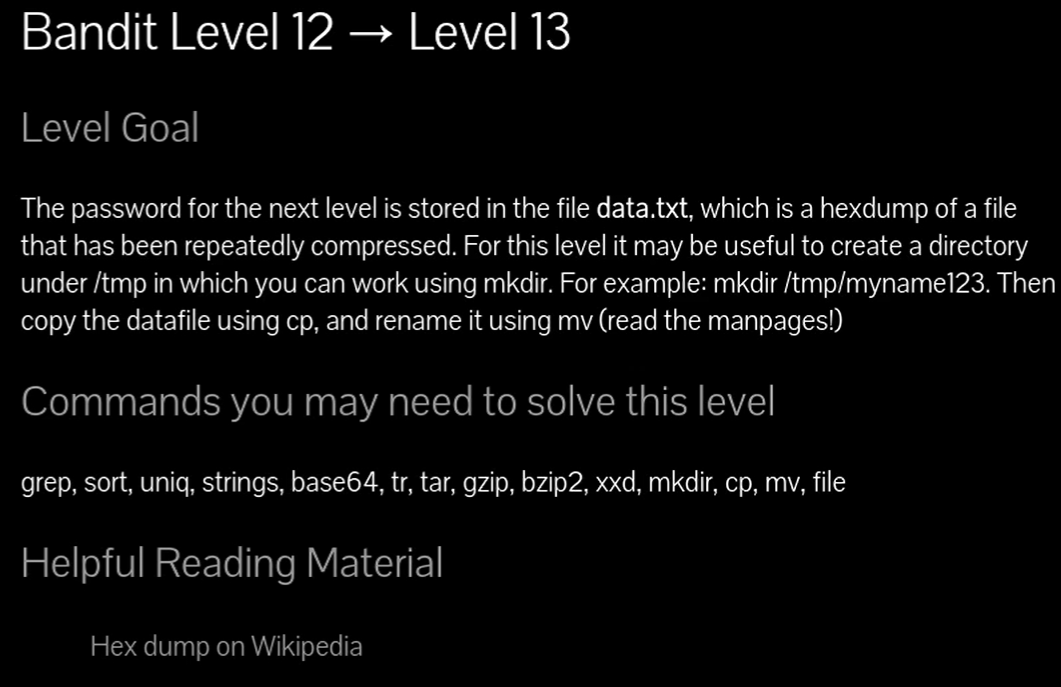 Bandit Level 12 → Level 13
Level Goal
The password for the next level is stored in the file data.txt, which is a hexdump of a file
that has been repeatedly compressed. For this level it may be useful to create a directory
under /tmp in which you can work using mkdir. For example: mkdir /tmp/myname123. Then
copy the datafile using cp, and rename it using mv (read the manpages!)
Commands you may need to solve this level
grep, sort, uniq, strings, base64, tr, tar, gzip, bzip2, xxd, mkdir, cp, mv, file
Helpful Reading Material
Hex dump on Wikipedia